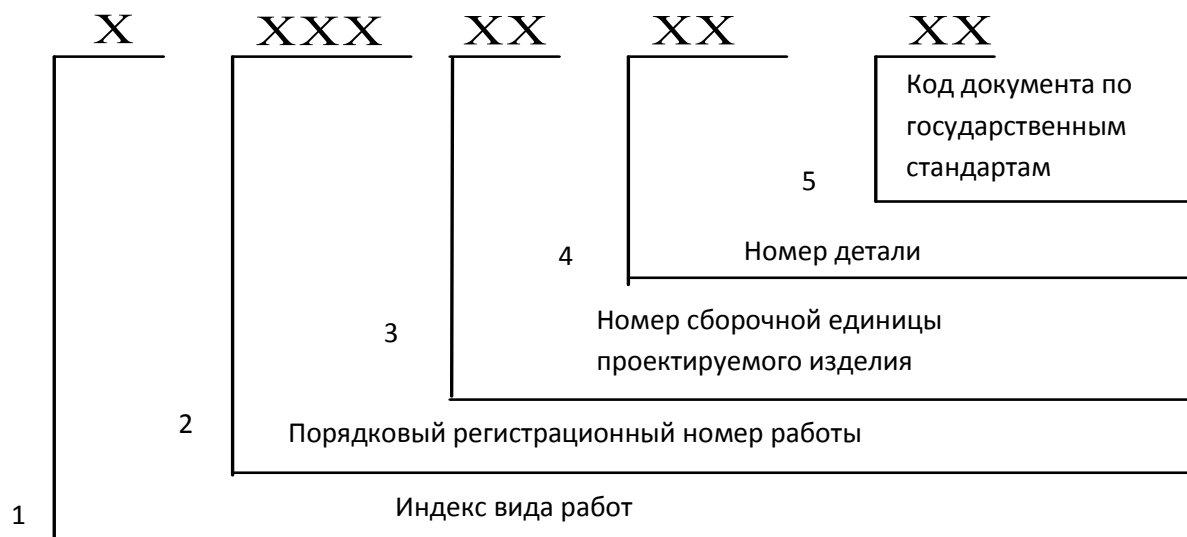 X XXX XX XX XX
Код документа по
государственным
стандартам
5
4 Номер детали
Номер сборочной единицы
3
проектируемого изделия
2 Порядковый регистрационный номер работы
Индекс вида работ
1